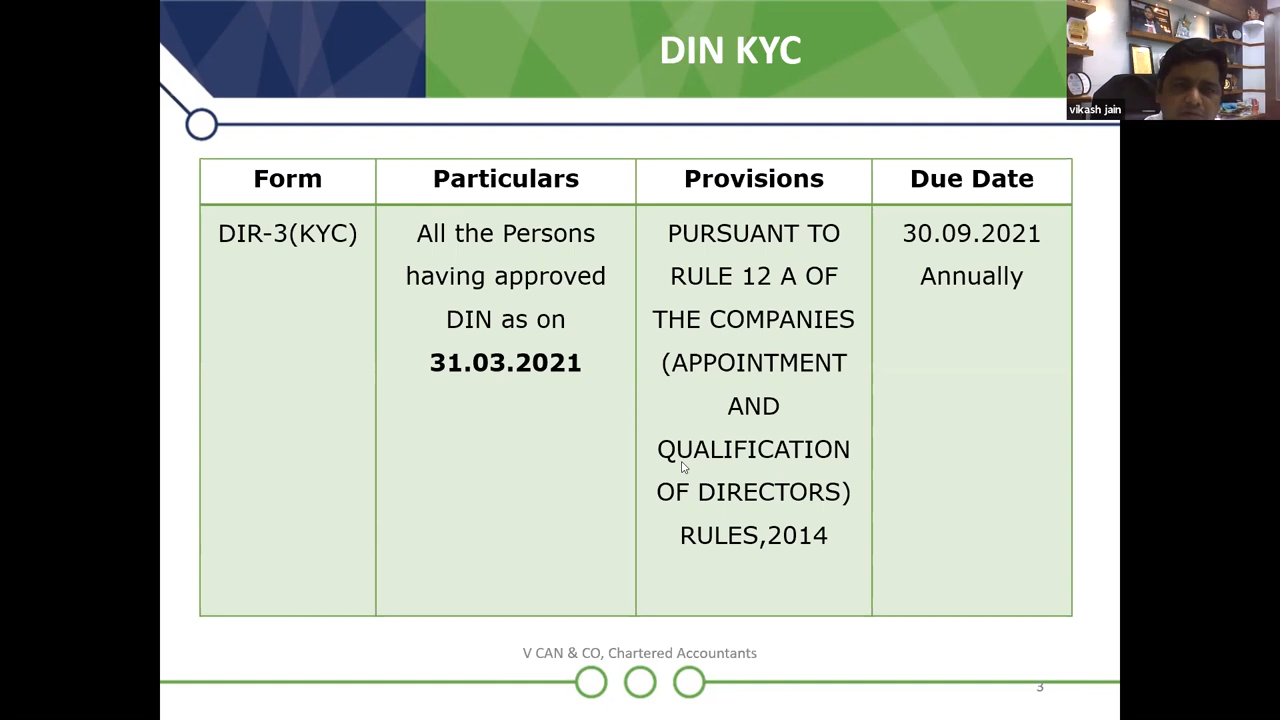 DIN KYC
vikash jain
Form
Particulars
Provisions
Due Date
DIR-3(KYC)
All the Persons
having approved
DIN as on
31.03.2021
PURSUANT TO
RULE 12 A OF
THE COMPANIES
(APPOINTMENT
AND
QUALIFICATION
OF DIRECTORS)
RULES,2014
30.09.2021
Annually
V CAN & CO, Chartered Accountants
3